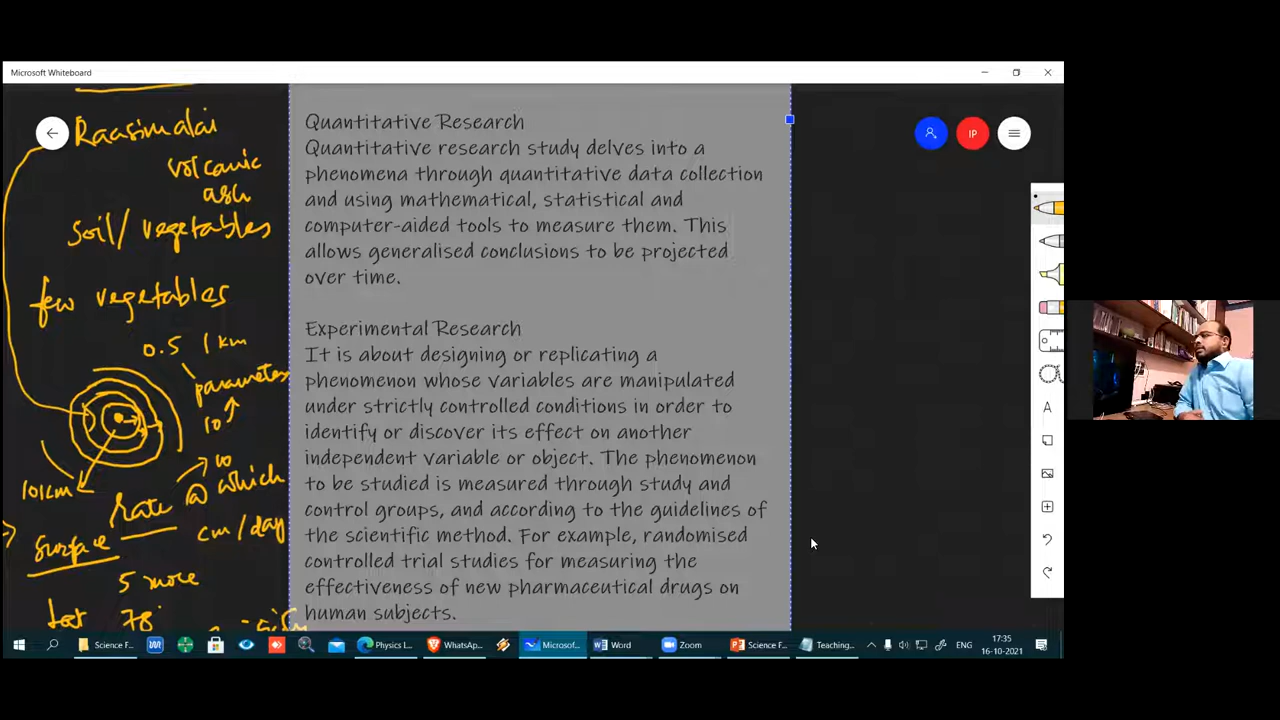 Microsoft Whiteboard
Raasimalai
volcanic
ash
soil/ vegetables
few vegetables
0.5 1 km
parameters
10
101cm
10
rate @ which
surface
cm/day
5 more
78
Quantitative Research
Quantitative research study delves into a
phenomena through quantitative data collection
and using mathematical, statistical and
computer-aided tools to measure them. This
allows generalised conclusions to be projected
over time.
Experimental Research
It is about designing or replicating a
phenomenon whose variables are manipulated
under strictly controlled conditions in order to
identify or discover its effect on another
independent variable or object. The phenomenon
to be studied is measured through study and
control groups, and according to the guidelines of
the scientific method. For example, randomised
controlled trial studies for measuring the
effectiveness of new pharmaceutical drugs on
human subjects.
IP
A
Science F...
Physics L...
WhatsAp...
Microsof...
Word
Zoom
Science F...
Teaching...
ENG
17:35
16-10-2021